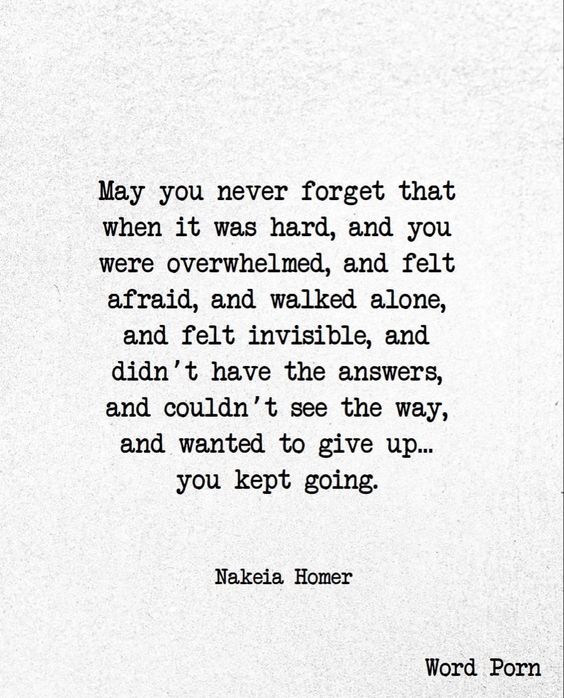 May you never forget that
when it was hard, and you
were overwhelmed, and felt
afraid, and walked alone,
and felt invisible, and
didn't have the answers,
and couldn't see the way,
and wanted to give up...
you kept going.
Nakeia Homer
Word Porn